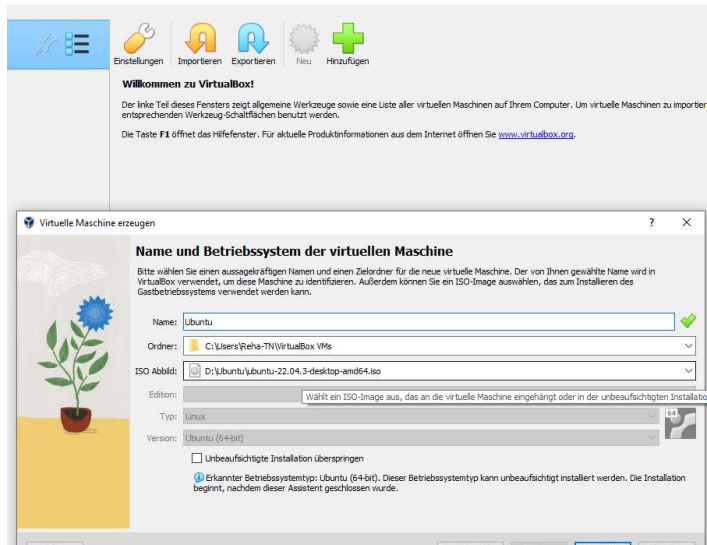 Einstellungen Importieren Exportieren Neu Hinzufügen
Willkommen zu VirtualBox!
Der linke Teil dieses Fensters zeigt allgemeine Werkzeuge sowie eine Liste aller virtuellen Maschinen auf Ihrem Computer. Um virtuelle Maschinen zu importier
entsprechenden Werkzeug-Schaltflächen benutzt werden.
Die Taste F1 öffnet das Hilfefenster. Für aktuelle Produktinformationen aus dem Internet öffnen Sie www.virtualbox.org.
Virtuelle Maschine erzeugen ? X
Name und Betriebssystem der virtuellen Maschine
Bitte wählen Sie einen aussagekräftigen Namen und einen Zielordner für die neue virtuelle Maschine. Der von Ihnen gewählte Name wird in
VirtualBox verwendet, um diese Maschine zu identifizieren. Außerdem können Sie ein ISO-Image auswählen, das zum Installieren des
Gastbetriebssystems verwendet werden kann.
Name: Ubuntu
Ordner: C:\Users\Reha-TN\VirtualBox VMs
ISO Abbild: D:\Ubuntu\ubuntu-22.04.3-desktop-amd64.iso
Edition: Wählt ein ISO-Image aus, das an die virtuelle Maschine eingehängt oder in der unbeaufsichtigten Installatio
Typ: Linux 64
Version: Ubuntu (64-bit)
Unbeaufsichtigte Installation überspringen
Erkannter Betriebssystemtyp: Ubuntu (64-bit). Dieser Betriebssystemtyp kann unbeaufsichtigt installiert werden. Die Installation
beginnt, nachdem dieser Assistent geschlossen wurde.